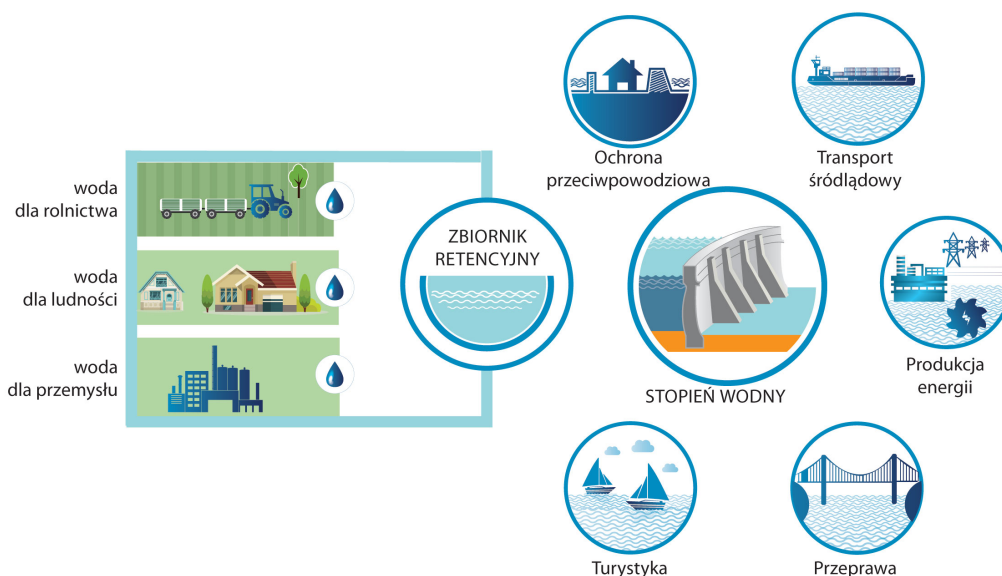 Ochrona
przeciwpowodziowa
Transport
śródlądowy
woda
dla rolnictwa
woda
dla ludności
woda
dla przemysłu
ZBIORNIK
RETENCYJNY
STOPIEŃ WODNY
Produkcja
energii
Turystyka
Przeprawa